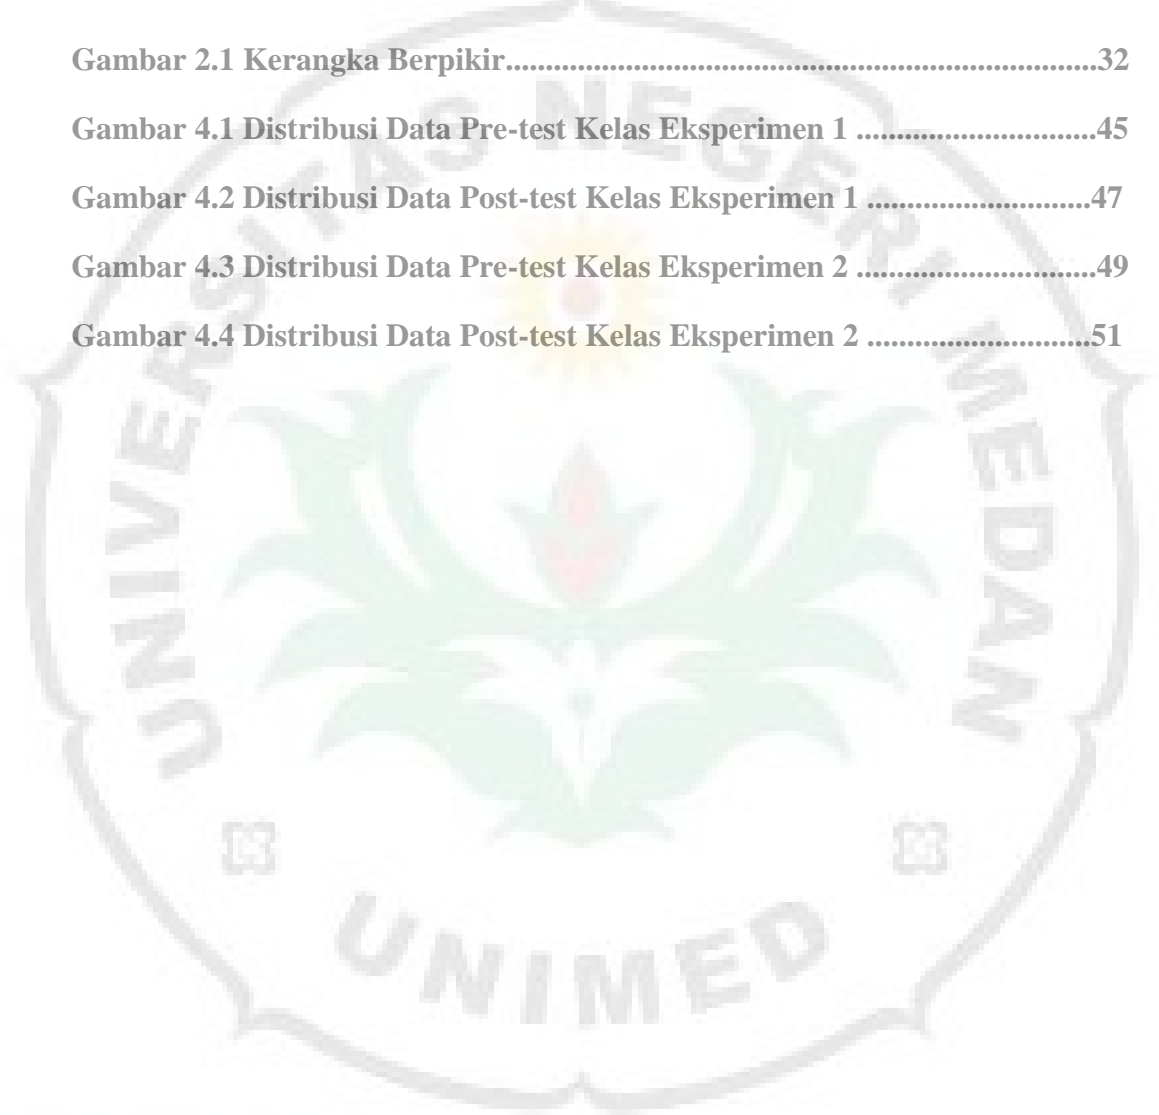 Gambar 2.1 Kerangka Berpikir..........................................................................32
Gambar 4.1 Distribusi Data Pre-test Kelas Eksperimen 1 ..............................45
Gambar 4.2 Distribusi Data Post-test Kelas Eksperimen 1 ............................47
Gambar 4.3 Distribusi Data Pre-test Kelas Eksperimen 2 ..............................49
Gambar 4.4 Distribusi Data Post-test Kelas Eksperimen 2 ............................51
UNIVERSITAS NEGERI MEDAN
UNIMED